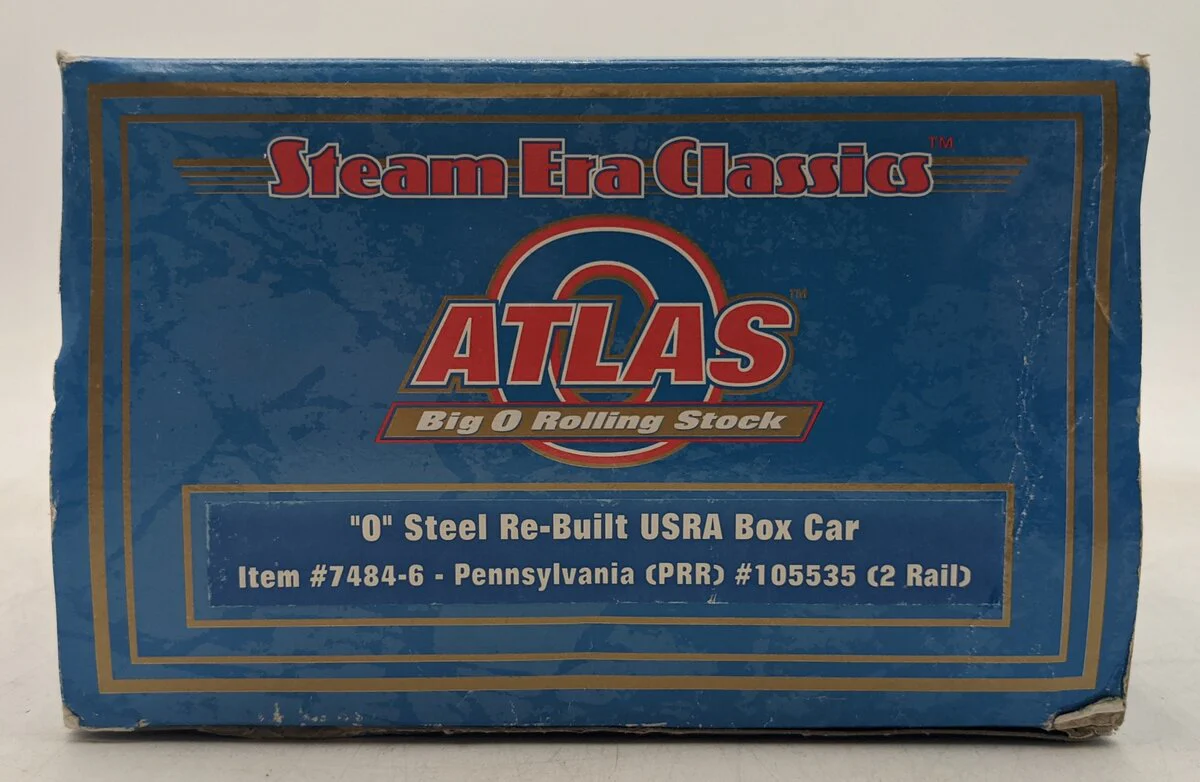 Steam Era Classics™
ATLAS™
Big O Rolling Stock
"O" Steel Re-Built USRA Box Car
Item #7484-6 - Pennsylvania (PRR) #105535 (2 Rail)